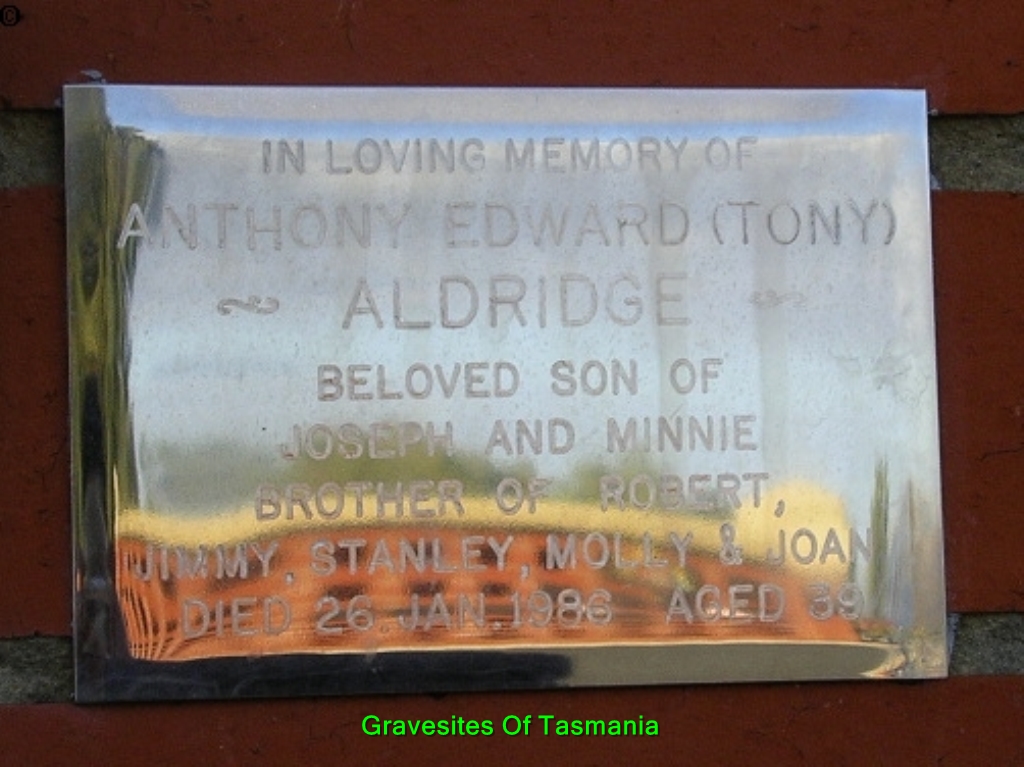 ©
IN LOVING MEMORY OF
ANTHONY EDWARD (TONY)
ALDRIDGE
BELOVED SON OF
JOSEPH AND MINNIE
BROTHER OF ROBERT,
JIMMY, STANLEY, MOLLY & JOAN
DIED 26. JAN. 1986 AGED 39
Gravesites Of Tasmania